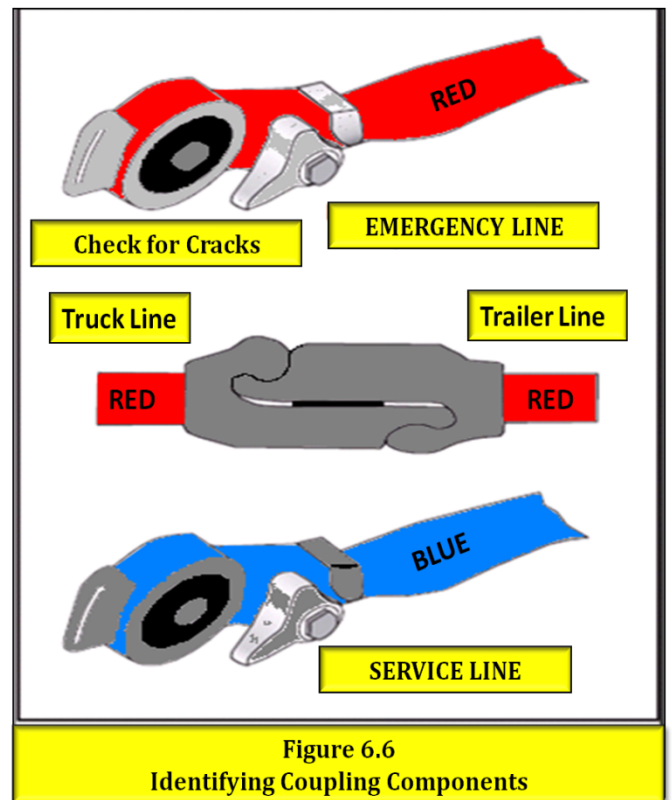 RED
EMERGENCY LINE
Check for Cracks
Truck Line
Trailer Line
RED
RED
BLUE
SERVICE LINE
Figure 6.6
Identifying Coupling Components